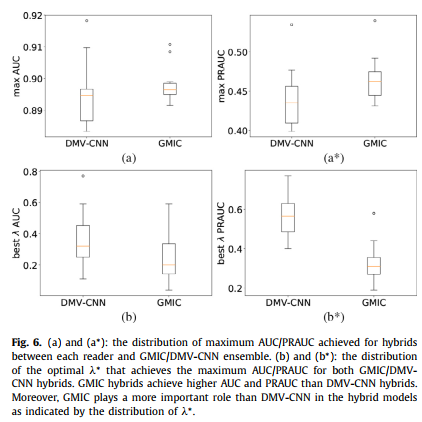 0.92
0.91
0.90
0.89
max AUC
DMV-CNN GMIC
(a)
0.50
0.45
0.40
max PRAUC
DMV-CNN GMIC
(a*)
0.8
0.6
0.4
0.2
best λ AUC
DMV-CNN GMIC
(b)
0.6
0.4
0.2
best λ PRAUC
DMV-CNN GMIC
(b*)
Fig. 6. (a) and (a*): the distribution of maximum AUC/PRAUC achieved for hybrids
between each reader and GMIC/DMV-CNN ensemble. (b) and (b*): the distribution
of the optimal λ* that achieves the maximum AUC/PRAUC for both GMIC/DMV-
CNN hybrids. GMIC hybrids achieve higher AUC and PRAUC than DMV-CNN hybrids.
Moreover, GMIC plays a more important role than DMV-CNN in the hybrid models
as indicated by the distribution of λ*.